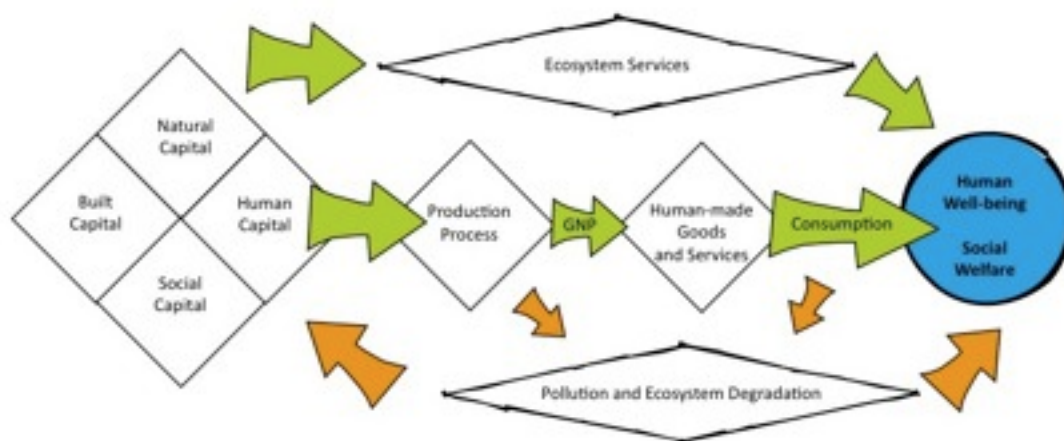 Ecosystem Services
Natural
Capital
Built
Capital
Human
Capital
Social
Capital
Production
Process
GNP
Human-made
Goods
and Services
Consumption
Human
Well-being
Social
Welfare
Pollution and Ecosystem Degradation